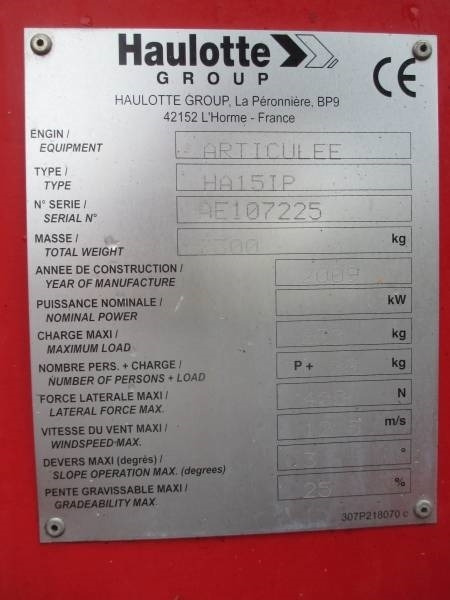 Haulotte
GROUP
CE
HAULOTTE GROUP, La Péronnière, BP9
42152 L'Horme - France
ENGIN /
EQUIPMENT ARTICULEE
TYPE /
TYPE HA15IP
N° SERIE /
SERIAL N° AE107225
MASSE /
TOTAL WEIGHT kg
ANNEE DE CONSTRUCTION /
YEAR OF MANUFACTURE
PUISSANCE NOMINALE /
NOMINAL POWER kW
CHARGE MAXI /
MAXIMUM LOAD kg
NOMBRE PERS. + CHARGE /
NUMBER OF PERSONS + LOAD P + kg
FORCE LATERALE MAXI /
LATERAL FORCE MAX. N
VITESSE DU VENT MAXI /
WINDSPEED MAX. m/s
DEVERS MAXI (degrés) /
SLOPE OPERATION MAX. (degrees) 3 °
PENTE GRAVISSABLE MAXI /
GRADEABILITY MAX. 25 %
307P218070 c